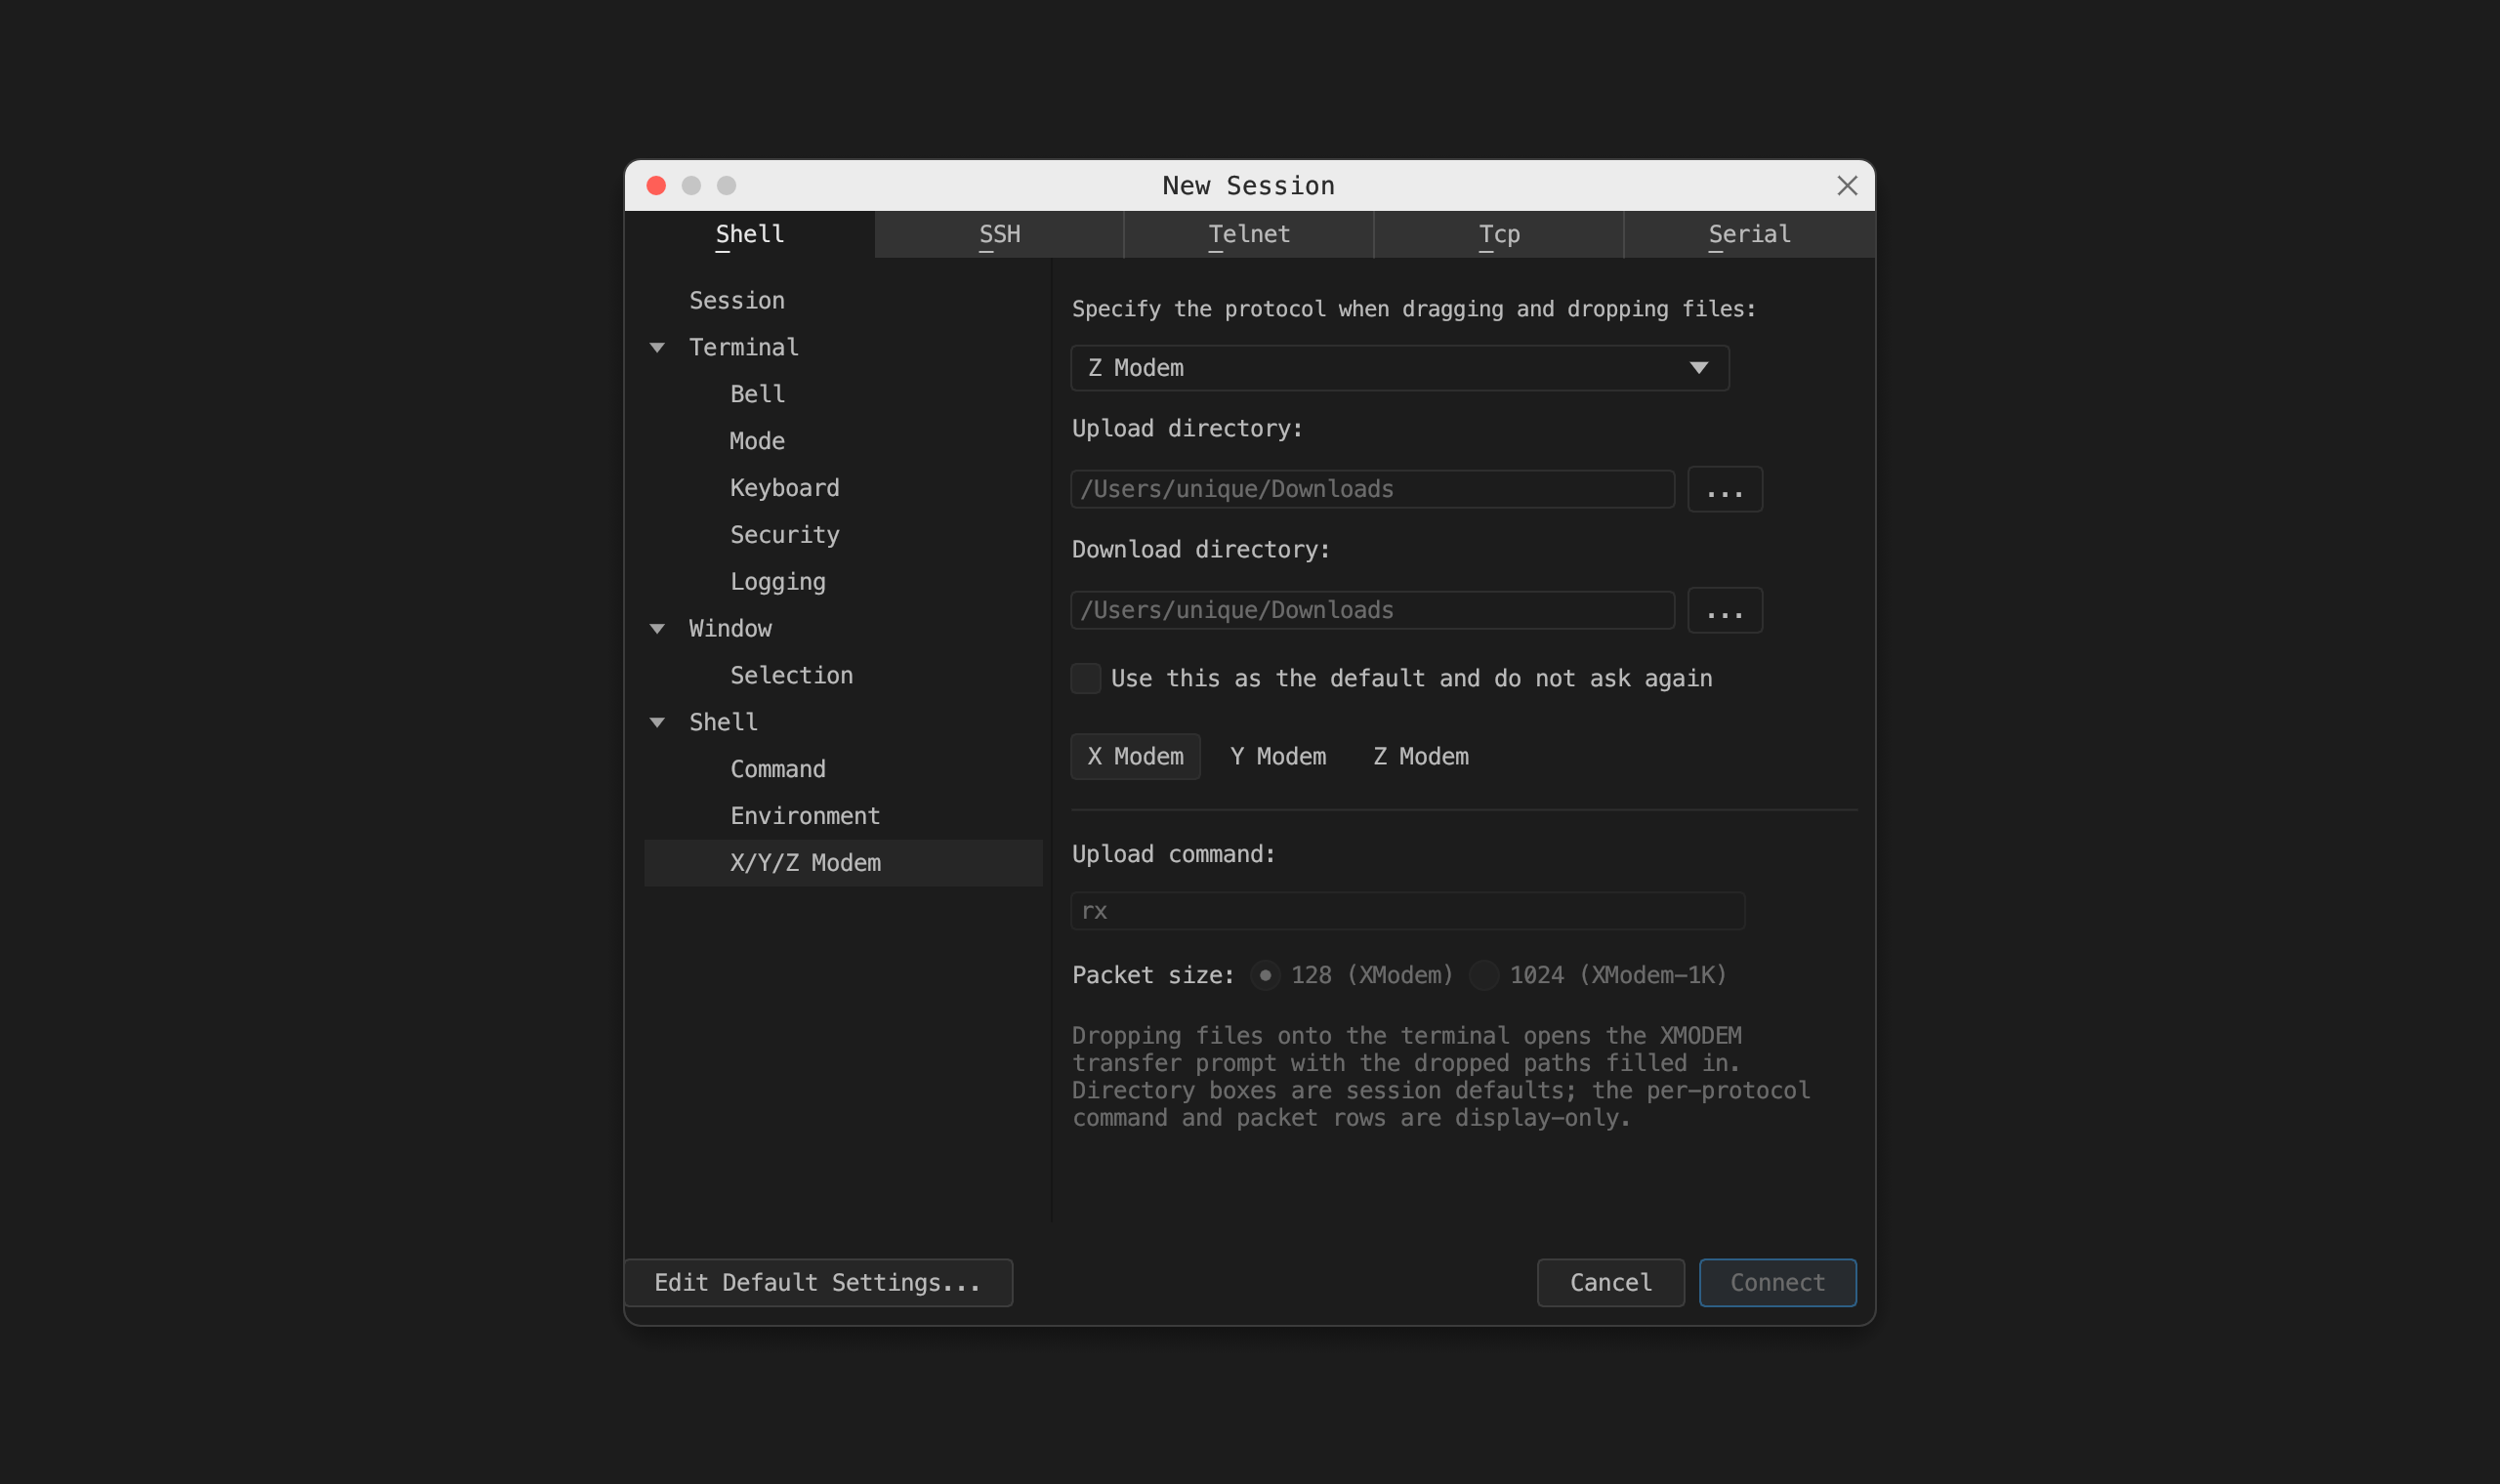 New Session
Shell
SSH
Telnet
Tcp
Serial
Session
Terminal
Bell
Mode
Keyboard
Security
Logging
Window
Selection
Shell
Command
Environment
X/Y/Z Modem
Specify the protocol when dragging and dropping files:
Z Modem
Upload directory:
/Users/unique/Downloads
...
Download directory:
/Users/unique/Downloads
...
Use this as the default and do not ask again
X Modem
Y Modem
Z Modem
Upload command:
rx
Packet size: 128 (XModem) 1024 (XModem-1K)
Dropping files onto the terminal opens the XMODEM
transfer prompt with the dropped paths filled in.
Directory boxes are session defaults; the per-protocol
command and packet rows are display-only.
Edit Default Settings...
Cancel
Connect